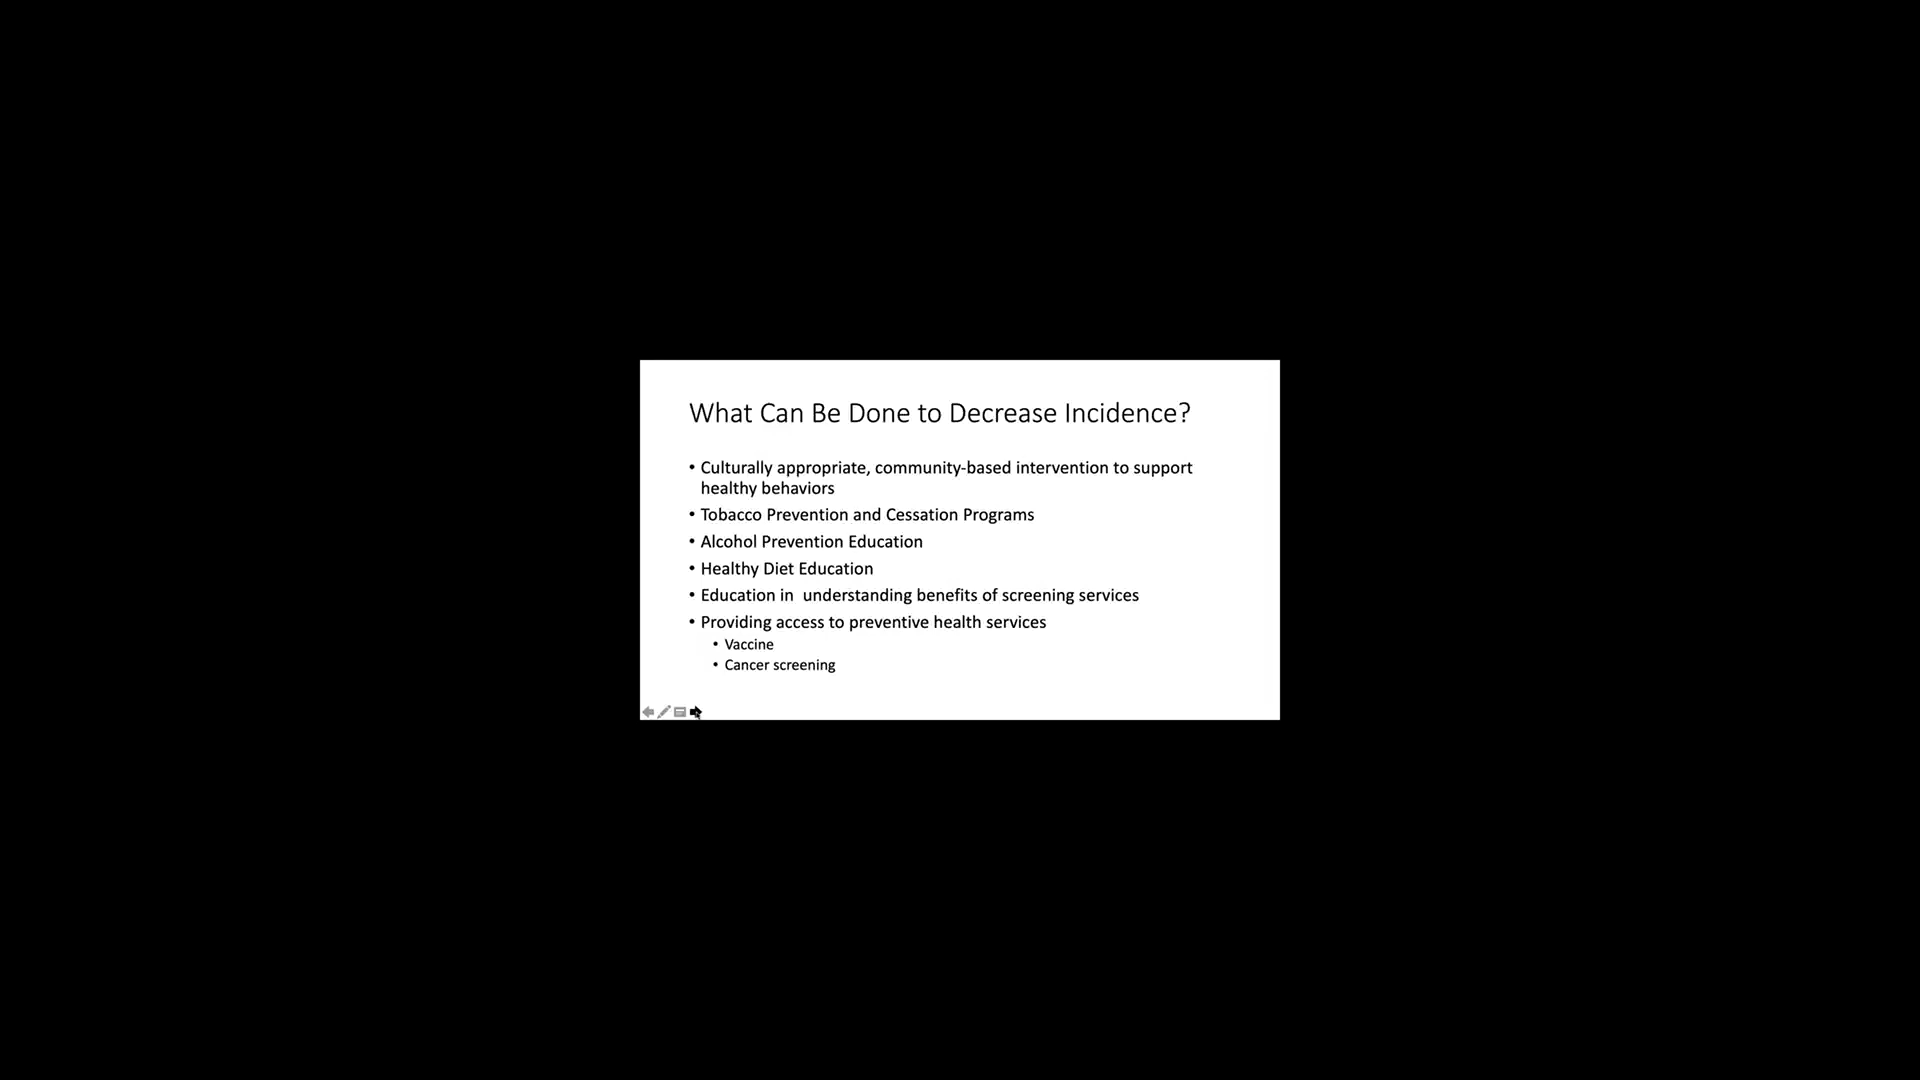 What Can Be Done to Decrease Incidence?
• Culturally appropriate, community-based intervention to support
healthy behaviors
• Tobacco Prevention and Cessation Programs
• Alcohol Prevention Education
• Healthy Diet Education
• Education in  understanding benefits of screening services
• Providing access to preventive health services
• Vaccine
• Cancer screening